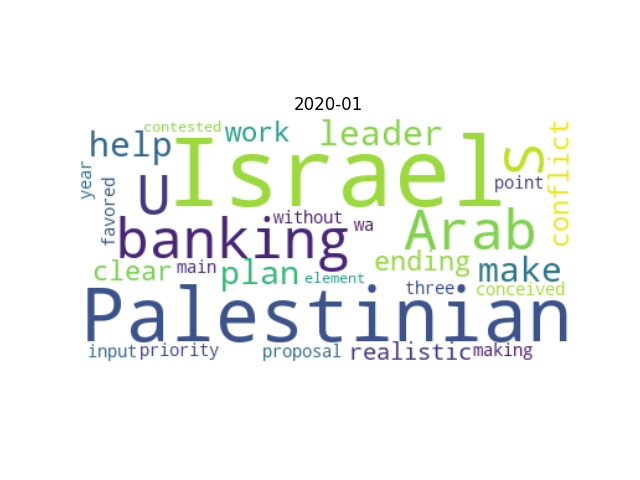 2020-01
contested
help
work
leader
Israel
S
conflict
year
favored
U
point
banking
without
wa
Arab
clear
main
plan
element
ending
make
three
conceived
Palestinian
input
priority
proposal
realistic
making